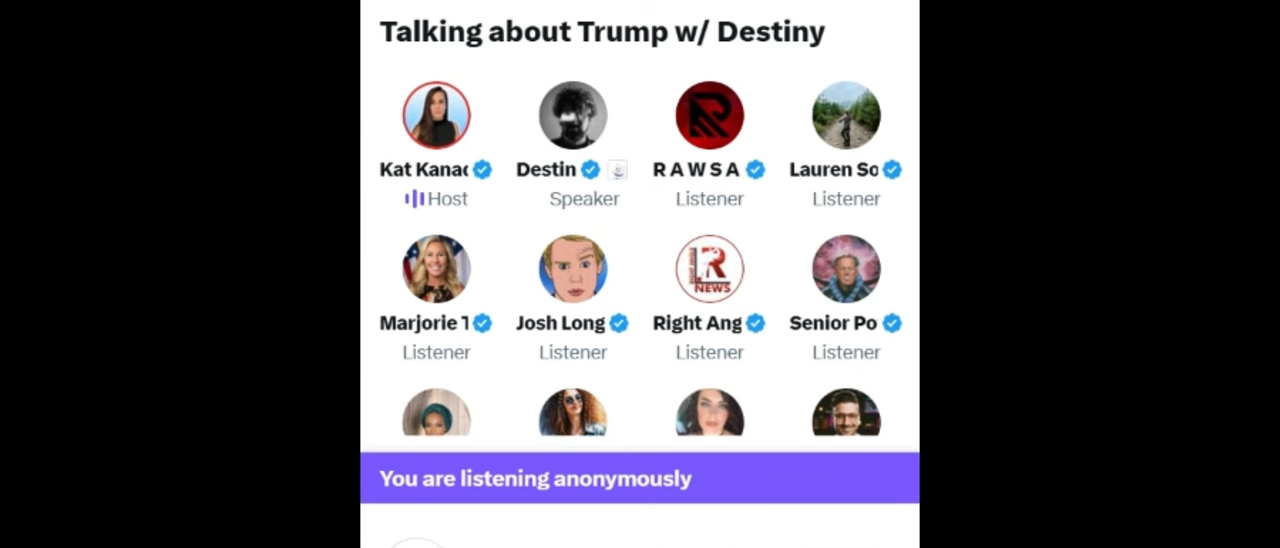 Talking about Trump w/ Destiny
Kat Kanac Destin R A W S A Lauren So
Host Speaker Listener Listener
R
NEWS
Marjorie T Josh Long Right Ang Senior Po
Listener Listener Listener Listener
You are listening anonymously